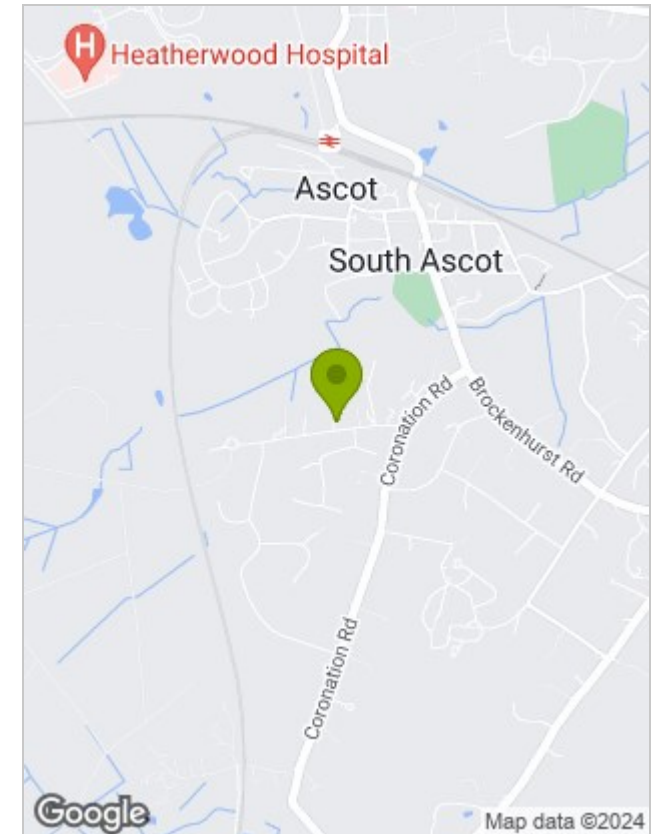 H
Heatherwood Hospital
Ascot
South Ascot
Coronation Rd
Brockenhurst Rd
Coronation Rd
Google
Map data ©2024